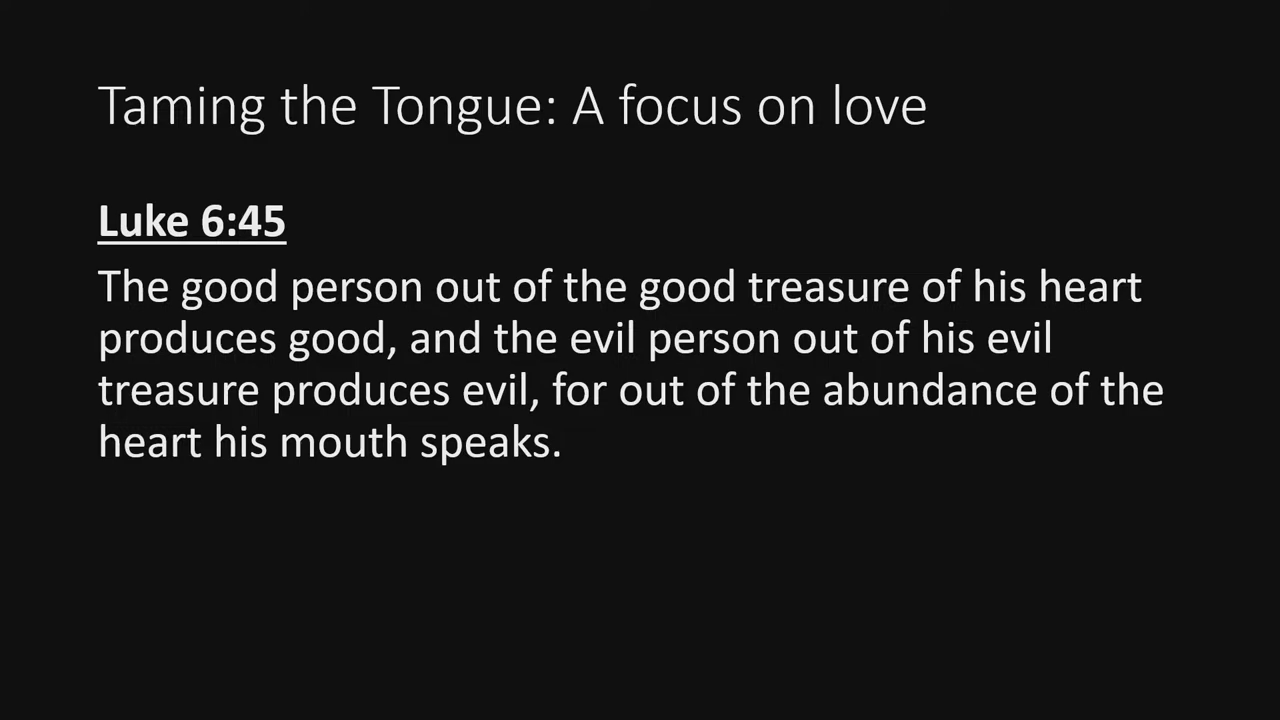 Taming the Tongue: A focus on love
Luke 6:45
The good person out of the good treasure of his heart
produces good, and the evil person out of his evil
treasure produces evil, for out of the abundance of the
heart his mouth speaks.